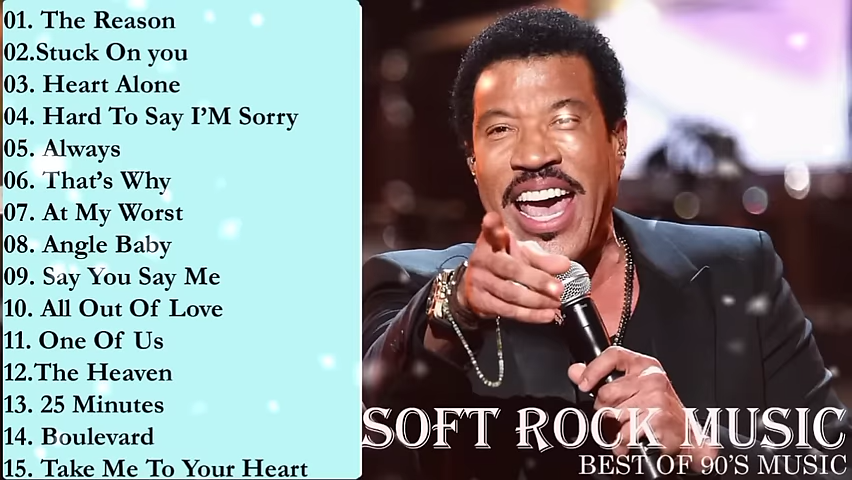 01. The Reason
02.Stuck On you
03. Heart Alone
04. Hard To Say I'M Sorry
05. Always
06. That's Why
07. At My Worst
08. Angle Baby
09. Say You Say Me
10. All Out Of Love
11. One Of Us
12.The Heaven
13. 25 Minutes
14. Boulevard
15. Take Me To Your Heart
SOFT ROCK MUSIC
BEST OF 90'S MUSIC